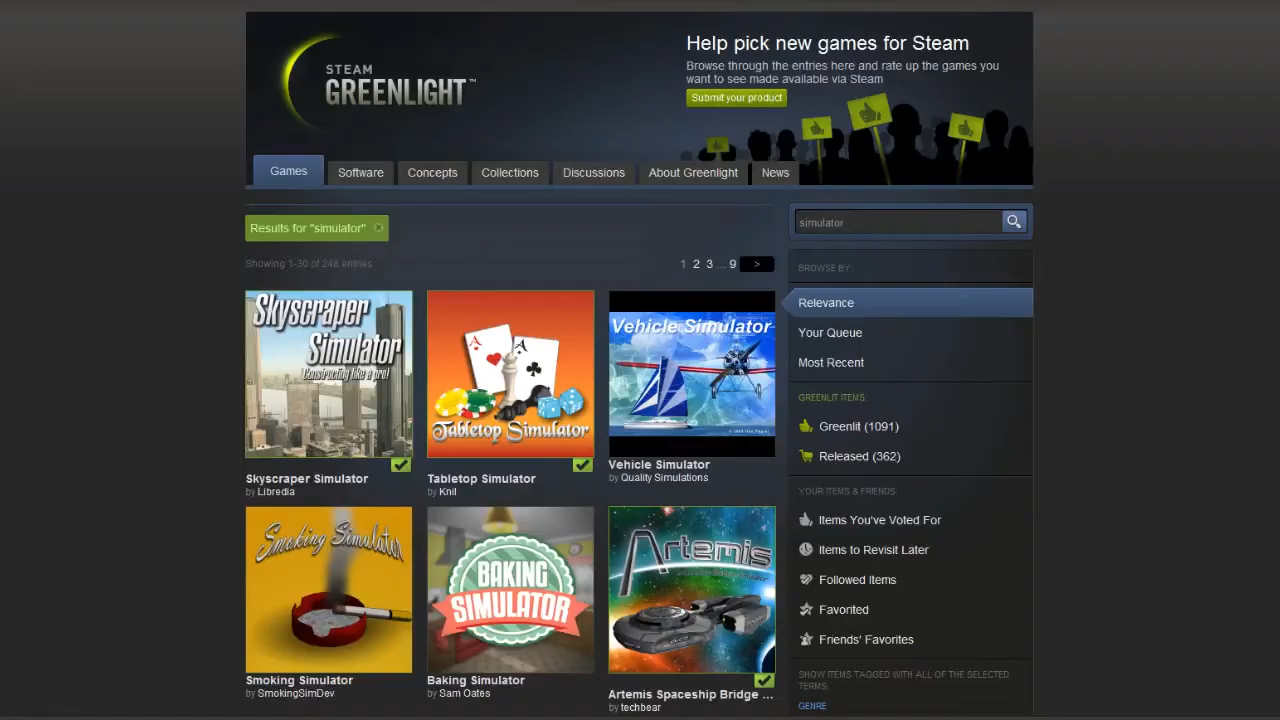 STEAM
GREENLIGHT™
Help pick new games for Steam
Browse through the entries here and rate up the games you
want to see made available via Steam
Submit your product
Games
Software
Concepts
Collections
Discussions
About Greenlight
News
Results for "simulator"
simulator
Showing 1-30 of 248 entries
1 2 3 ... 9 >
BROWSE BY:
Relevance
Your Queue
Most Recent
GREENLIT ITEMS:
Greenlit (1091)
Released (362)
YOUR ITEMS & FRIENDS:
Items You've Voted For
Items to Revisit Later
Followed Items
Favorited
Friends' Favorites
SHOW ITEMS TAGGED WITH ALL OF THE SELECTED
TERMS:
GENRE
Skyscraper
Simulator
Constructing like a pro!
Skyscraper Simulator
by Libredia
A
A
Tabletop Simulator
Tabletop Simulator
by Knil
Vehicle Simulator
Vehicle Simulator
by Quality Simulations
Smoking Simulator
Smoking Simulator
by SmokingSimDev
BAKING
SIMULATOR
Baking Simulator
by Sam Oates
Artemis
Artemis Spaceship Bridge ...
by techbear